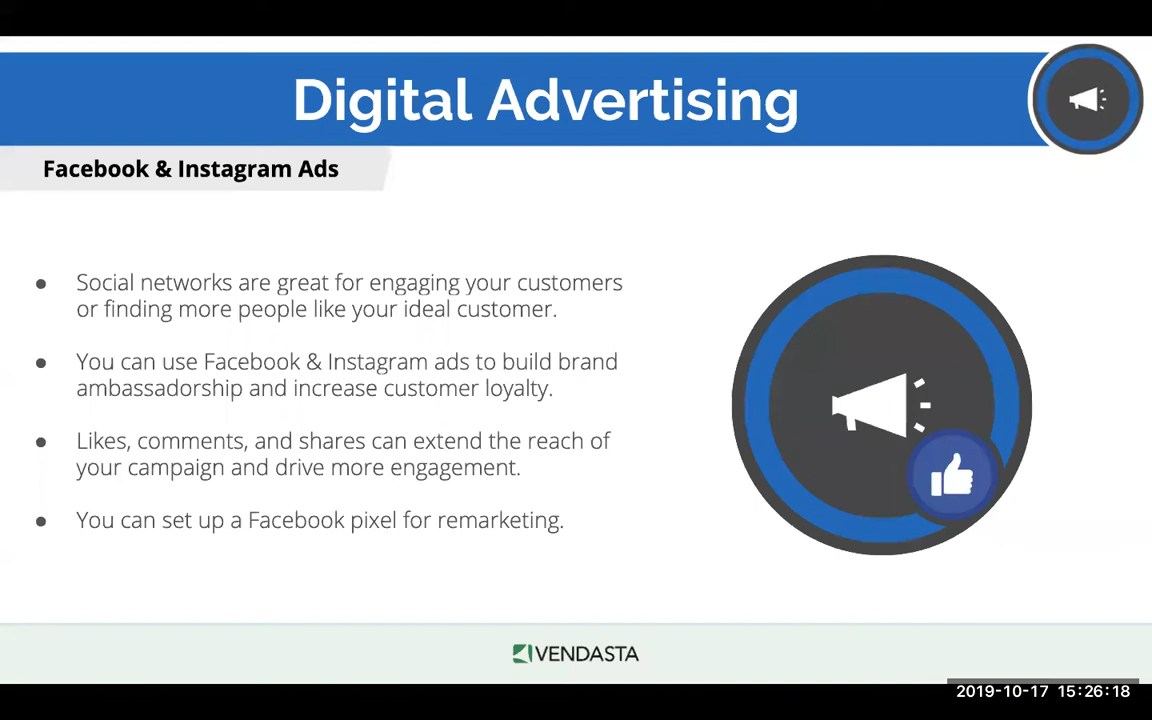 Digital Advertising
Facebook & Instagram Ads
● Social networks are great for engaging your customers
or finding more people like your ideal customer.
● You can use Facebook & Instagram ads to build brand
ambassadorship and increase customer loyalty.
● Likes, comments, and shares can extend the reach of
your campaign and drive more engagement.
● You can set up a Facebook pixel for remarketing.
VENDASTA
2019-10-17 15:26:18